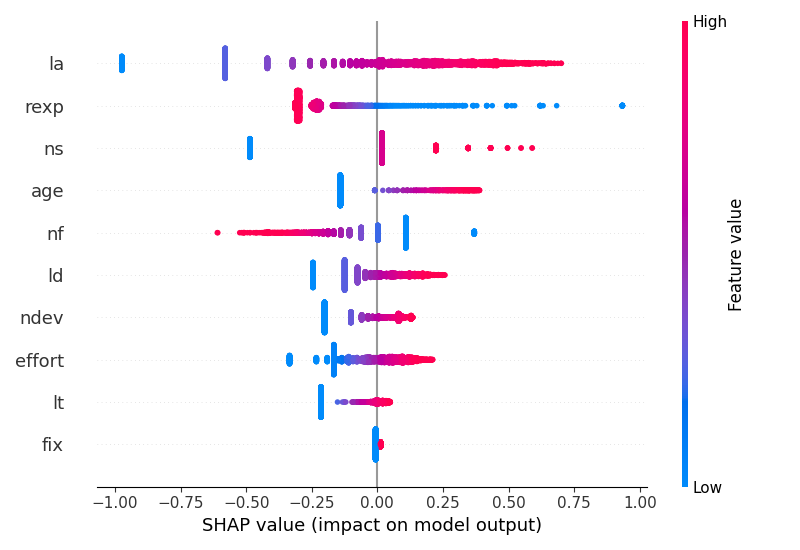 High
la
rexp
ns
age
nf
ld
ndev
effort
lt
fix
Feature value
Low
−1.00 −0.75 −0.50 −0.25 0.00 0.25 0.50 0.75 1.00
SHAP value (impact on model output)